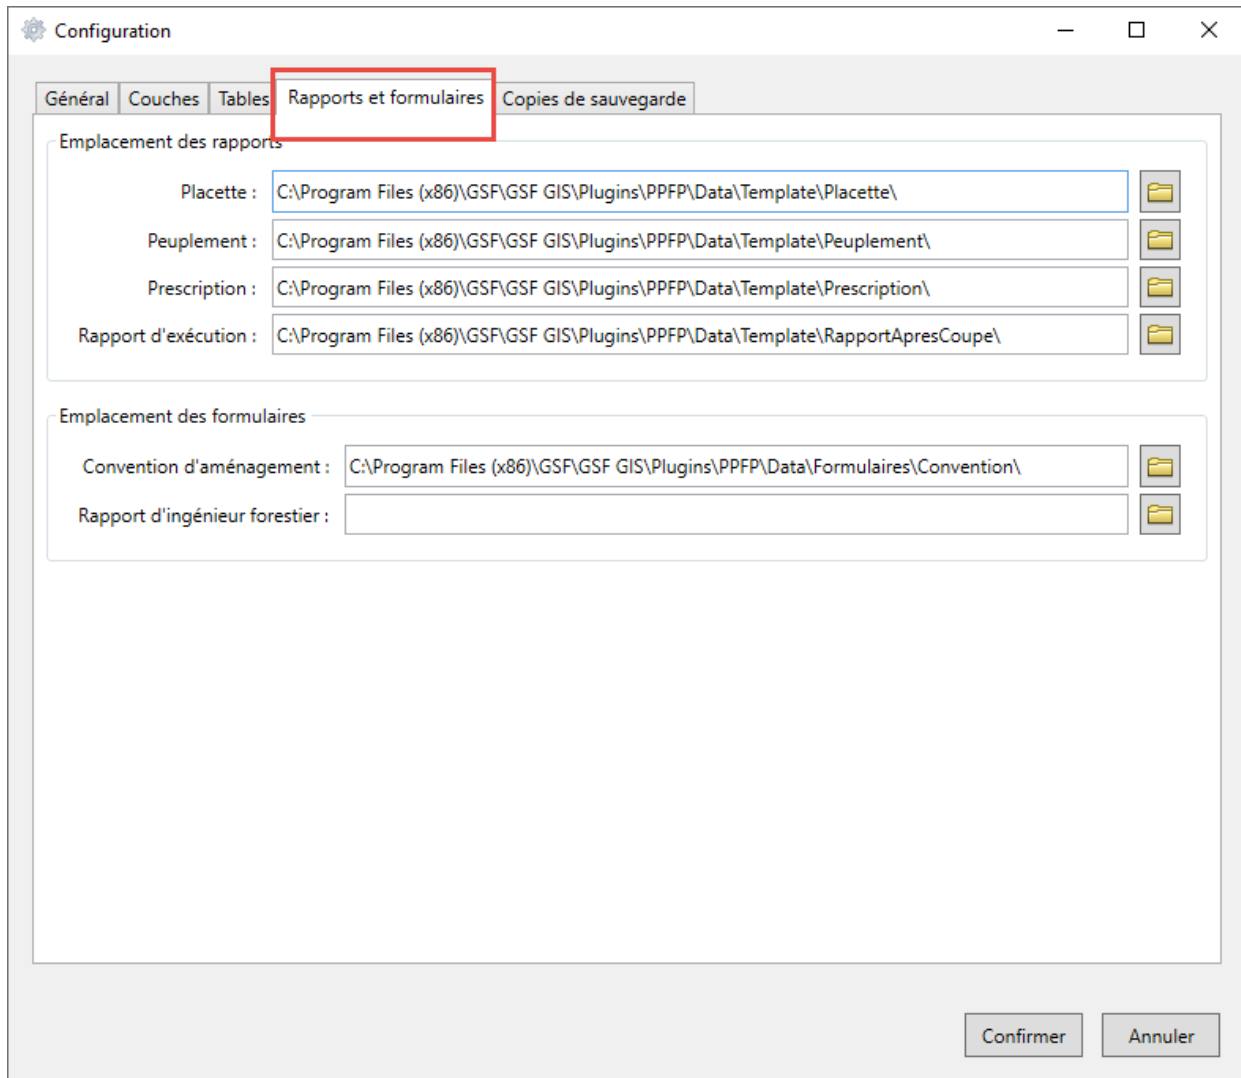 Configuration
Général Couches Tables Rapports et formulaires Copies de sauvegarde
Emplacement des rapports
Placette : C:\Program Files (x86)\GSF\GSF GIS\Plugins\PPFP\Data\Template\Placette\
Peuplement : C:\Program Files (x86)\GSF\GSF GIS\Plugins\PPFP\Data\Template\Peuplement\
Prescription : C:\Program Files (x86)\GSF\GSF GIS\Plugins\PPFP\Data\Template\Prescription\
Rapport d'exécution : C:\Program Files (x86)\GSF\GSF GIS\Plugins\PPFP\Data\Template\RapportApresCoupe\
Emplacement des formulaires
Convention d'aménagement : C:\Program Files (x86)\GSF\GSF GIS\Plugins\PPFP\Data\Formulaires\Convention\
Rapport d'ingénieur forestier :
Confirmer Annuler